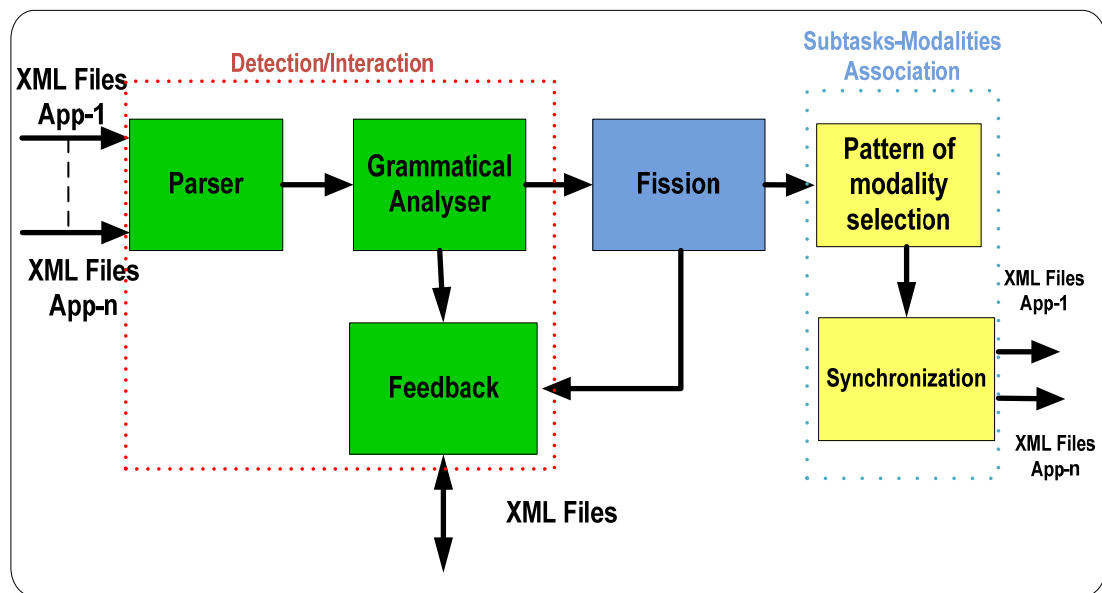 Subtasks-Modalities
Association
Detection/Interaction
XML Files
App-1
Parser
Grammatical
Analyser
Fission
Pattern of
modality
selection
XML Files
App-n
XML Files
App-1
Feedback
Synchronization
XML Files
App-n
XML Files